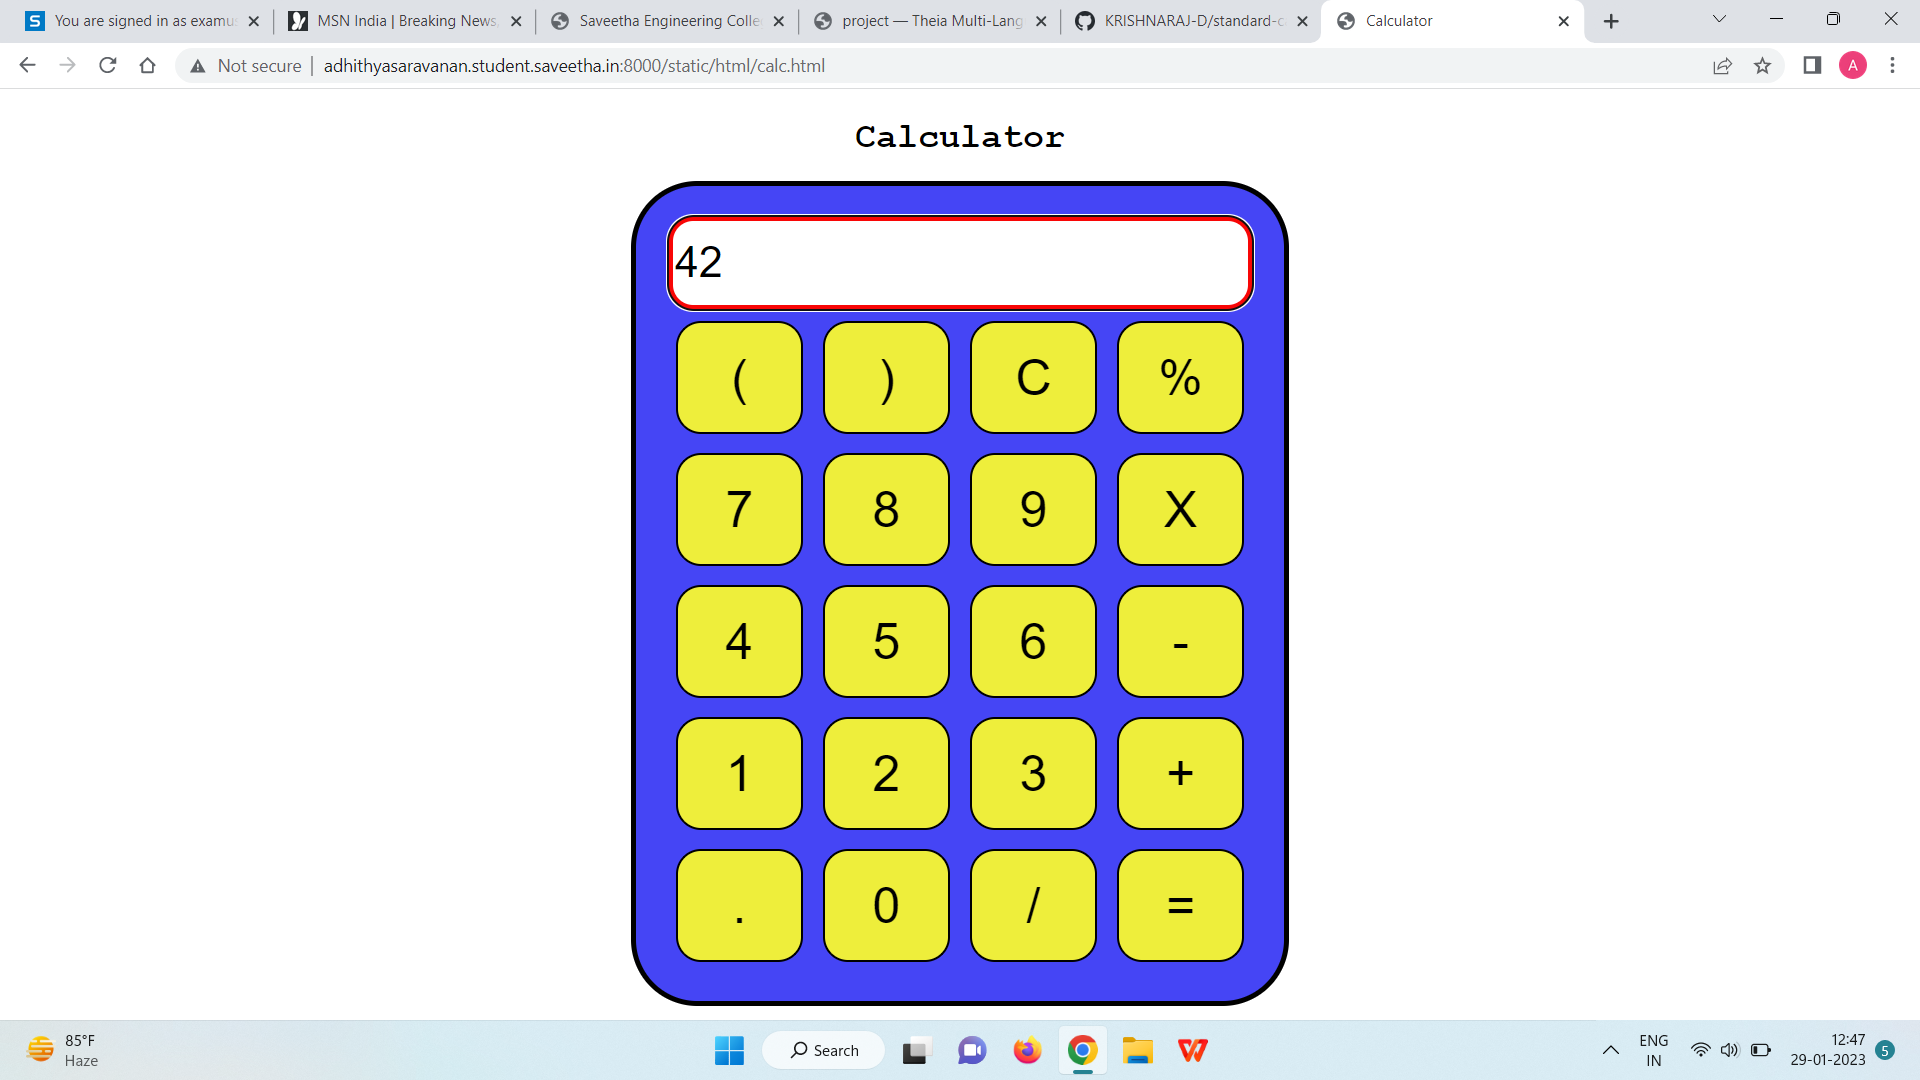 You are signed in as examu
MSN India | Breaking News,
Saveetha Engineering Colle
project — Theia Multi-Lang
KRISHNARAJ-D/standard-c
Calculator
Not secure
adhithyasaravanan.student.saveetha.in:8000/static/html/calc.html
A
Calculator
42
( ) C %
7 8 9 X
4 5 6 -
1 2 3 +
. 0 / =
85°F
Haze
Search
ENG
IN
12:47
29-01-2023
5